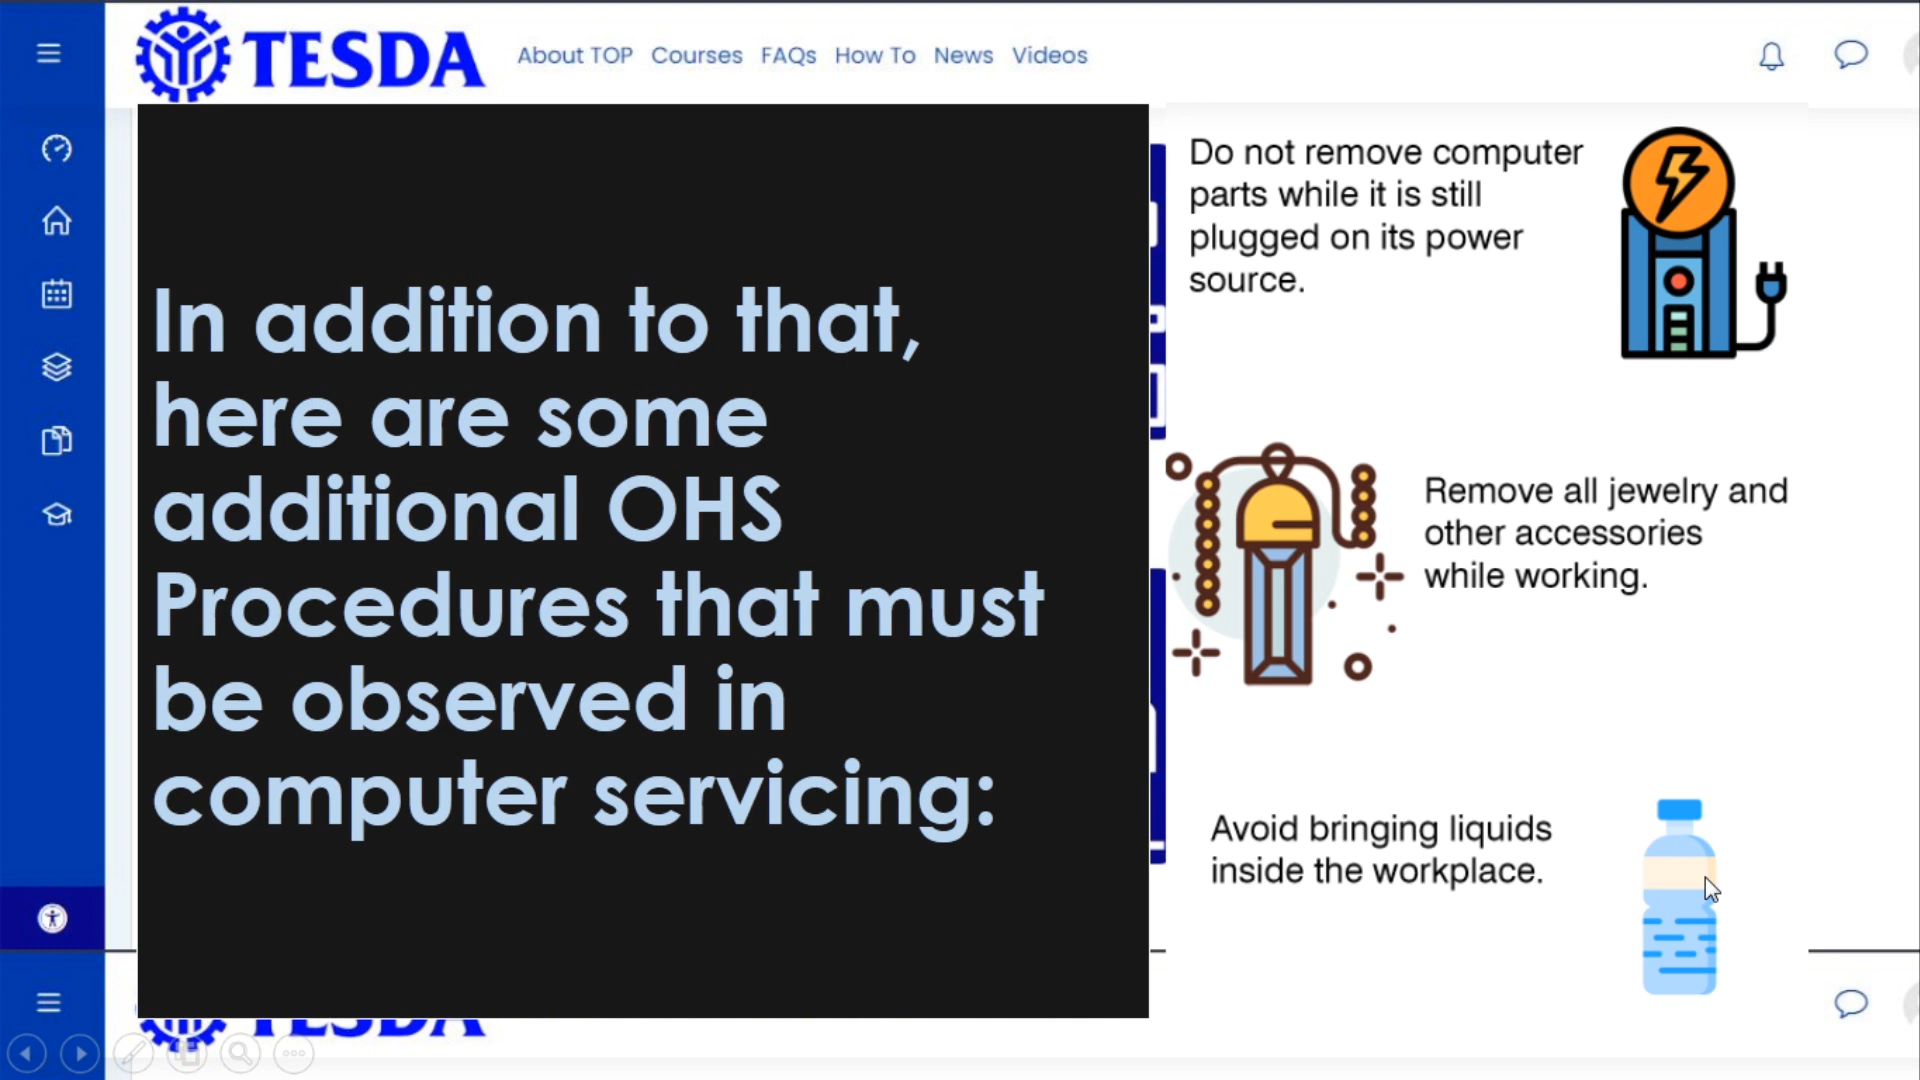 TESDA
About TOP Courses FAQs How To News Videos
In addition to that,
here are some
additional OHS
Procedures that must
be observed in
computer servicing:
Do not remove computer
parts while it is still
plugged on its power
source.
Remove all jewelry and
other accessories
while working.
Avoid bringing liquids
inside the workplace.
TESDA